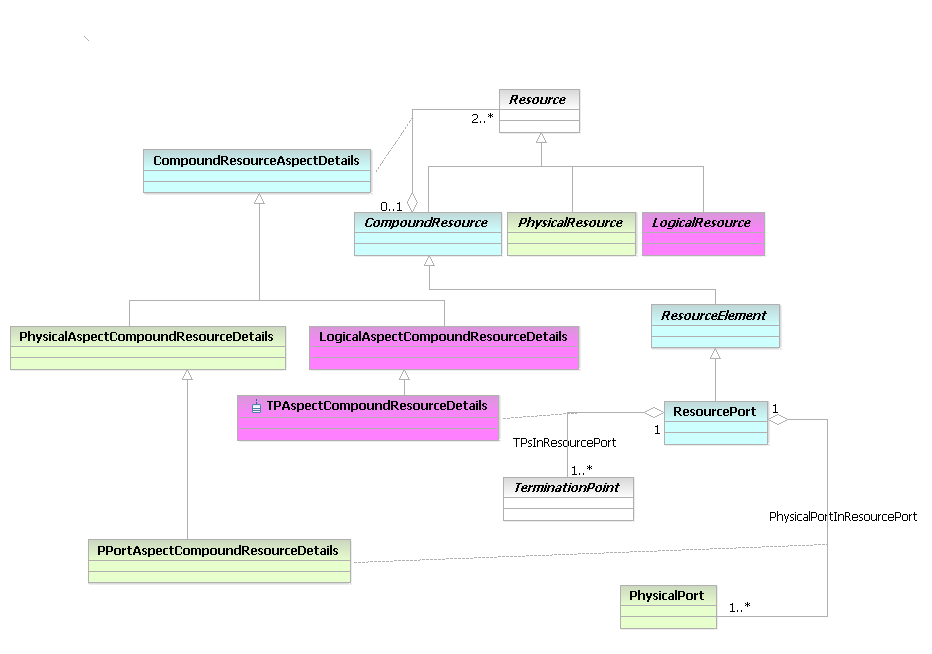 Resource
2..*
CompoundResourceAspectDetails
0..1
CompoundResource
PhysicalResource
LogicalResource
ResourceElement
PhysicalAspectCompoundResourceDetails
LogicalAspectCompoundResourceDetails
TPAspectCompoundResourceDetails
ResourcePort
1
1
TPsInResourcePort
1..*
TerminationPoint
PhysicalPortInResourcePort
PPortAspectCompoundResourceDetails
PhysicalPort
1..*